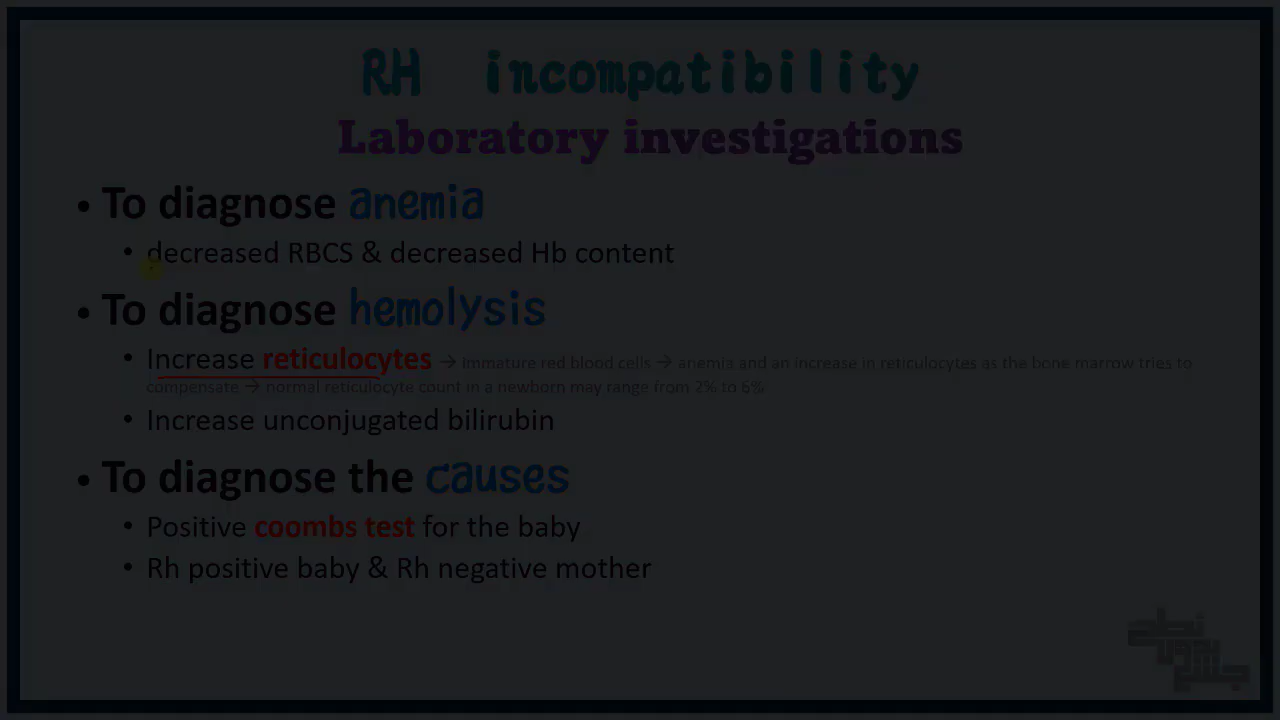 RH incompatibility
Laboratory investigations
• To diagnose anemia
• decreased RBCS & decreased Hb content
• To diagnose hemolysis
• Increase reticulocytes → immature red blood cells → anemia and an increase in reticulocytes as the bone marrow tries to
compensate → normal reticulocyte count in a newborn may range from 2% to 6%
• Increase unconjugated bilirubin
• To diagnose the causes
• Positive coombs test for the baby
• Rh positive baby & Rh negative mother